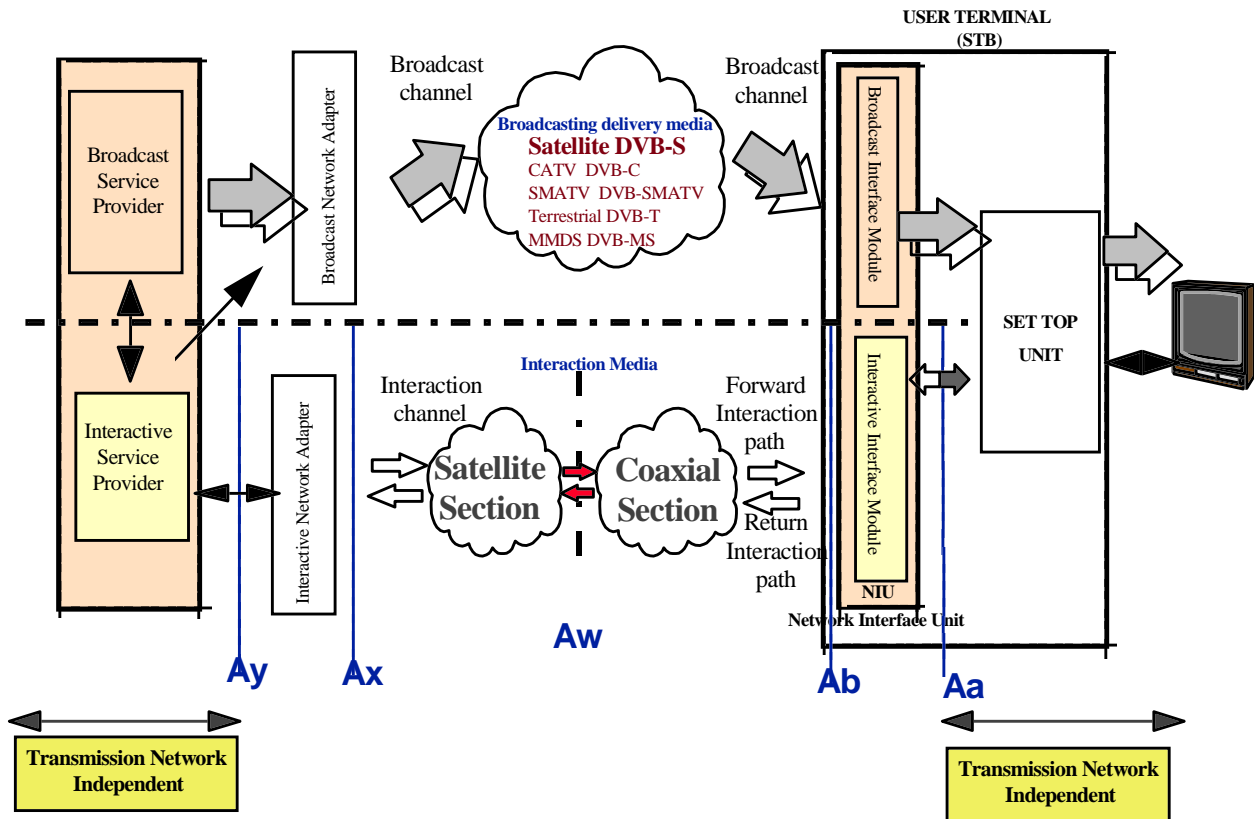 USER TERMINAL
(STB)
Broadcast
Service
Provider
Broadcast Network Adapter
Broadcast
channel
Broadcasting delivery media
Satellite DVB-S
CATV DVB-C
SMATV DVB-SMATV
Terrestrial DVB-T
MMDS DVB-MS
Broadcast
channel
Broadcast Interface Module
SET TOP
UNIT
Interactive
Service
Provider
Interactive Network Adapter
Interaction
channel
Interaction Media
Satellite
Section
Coaxial
Section
Forward
Interaction
path
Return
Interaction
path
Interactive Interface Module
NIU
Network Interface Unit
Ay
Ax
Aw
Ab
Aa
Transmission Network
Independent
Transmission Network
Independent